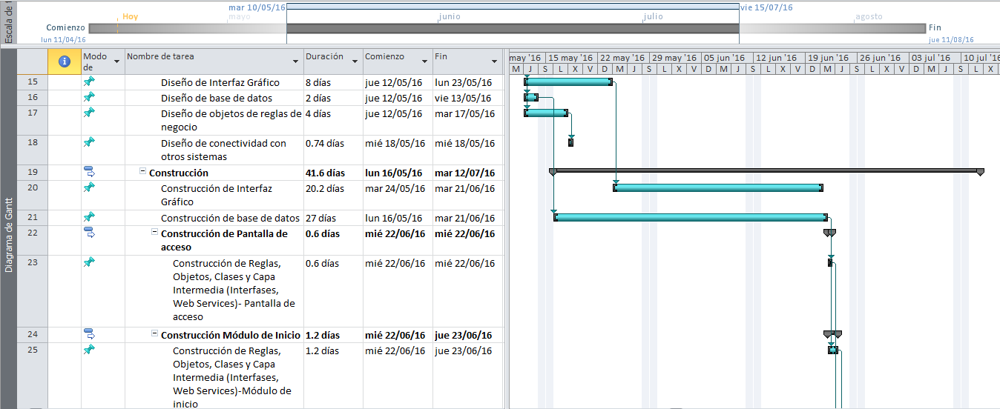 Escala de t
mar 10/05/16
vie 15/07/16
Hoy
mayo
junio
julio
agosto
Comienzo
Fin
lun 11/04/16
jue 11/08/16
Diagrama de Gantt
Modo de
Nombre de tarea
Duración
Comienzo
Fin
may '16 15 may '16 22 may '16 29 may '16 05 jun '16 12 jun '16 19 jun '16 26 jun '16 03 jul '16 10 jul '16
M J S L X V D M J S L X V D M J S L X V D M J S L X V D M J S L X
15 Diseño de Interfaz Gráfico 8 días jue 12/05/16 lun 23/05/16
16 Diseño de base de datos 2 días jue 12/05/16 vie 13/05/16
17 Diseño de objetos de reglas de 4 días jue 12/05/16 mar 17/05/16
negocio
18 Diseño de conectividad con 0.74 días mié 18/05/16 mié 18/05/16
otros sistemas
19 Construcción 41.6 días lun 16/05/16 mar 12/07/16
20 Construcción de Interfaz 20.2 días mar 24/05/16 mar 21/06/16
Gráfico
21 Construcción de base de datos 27 días lun 16/05/16 mar 21/06/16
22 Construcción de Pantalla de 0.6 días mié 22/06/16 mié 22/06/16
acceso
23 Construcción de Reglas, 0.6 días mié 22/06/16 mié 22/06/16
Objetos, Clases y Capa
Intermedia (Interfases,
Web Services)- Pantalla de
acceso
24 Construcción Módulo de Inicio 1.2 días mié 22/06/16 jue 23/06/16
25 Construcción de Reglas, 1.2 días mié 22/06/16 jue 23/06/16
Objetos, Clases y Capa
Intermedia (Interfases,
Web Services)-Módulo de
inicio